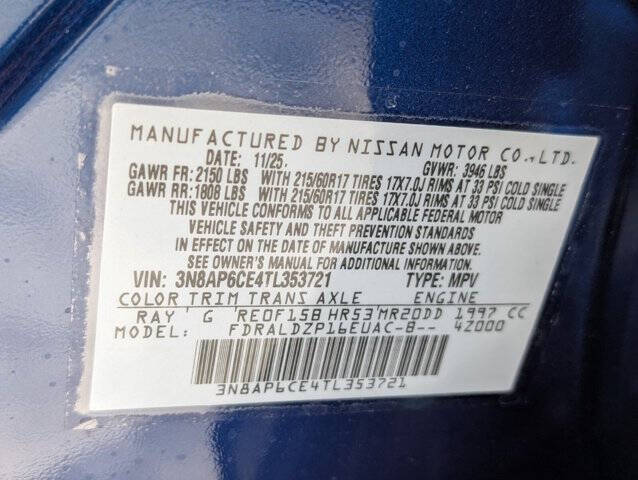 MANUFACTURED BY NISSAN MOTOR CO., LTD.
DATE: 11/25. GVWR: 3946 LBS
GAWR FR: 2150 LBS WITH 215/60R17 TIRES 17X7.0J RIMS AT 33 PSI COLD SINGLE
GAWR RR: 1808 LBS WITH 215/60R17 TIRES 17X7.0J RIMS AT 33 PSI COLD SINGLE
THIS VEHICLE CONFORMS TO ALL APPLICABLE FEDERAL MOTOR
VEHICLE SAFETY AND THEFT PREVENTION STANDARDS
IN EFFECT ON THE DATE OF MANUFACTURE SHOWN ABOVE.
SEE OWNER'S MANUAL FOR ADDITIONAL INFORMATION
VIN: 3N8AP6CE4TL353721 TYPE: MPV
COLOR TRIM TRANS AXLE ENGINE
RAY G RE0F15B HR53 MR20DD 1997 CC
MODEL: FDRALDZP16EUAC-B-- 4Z000
3N8AP6CE4TL353721